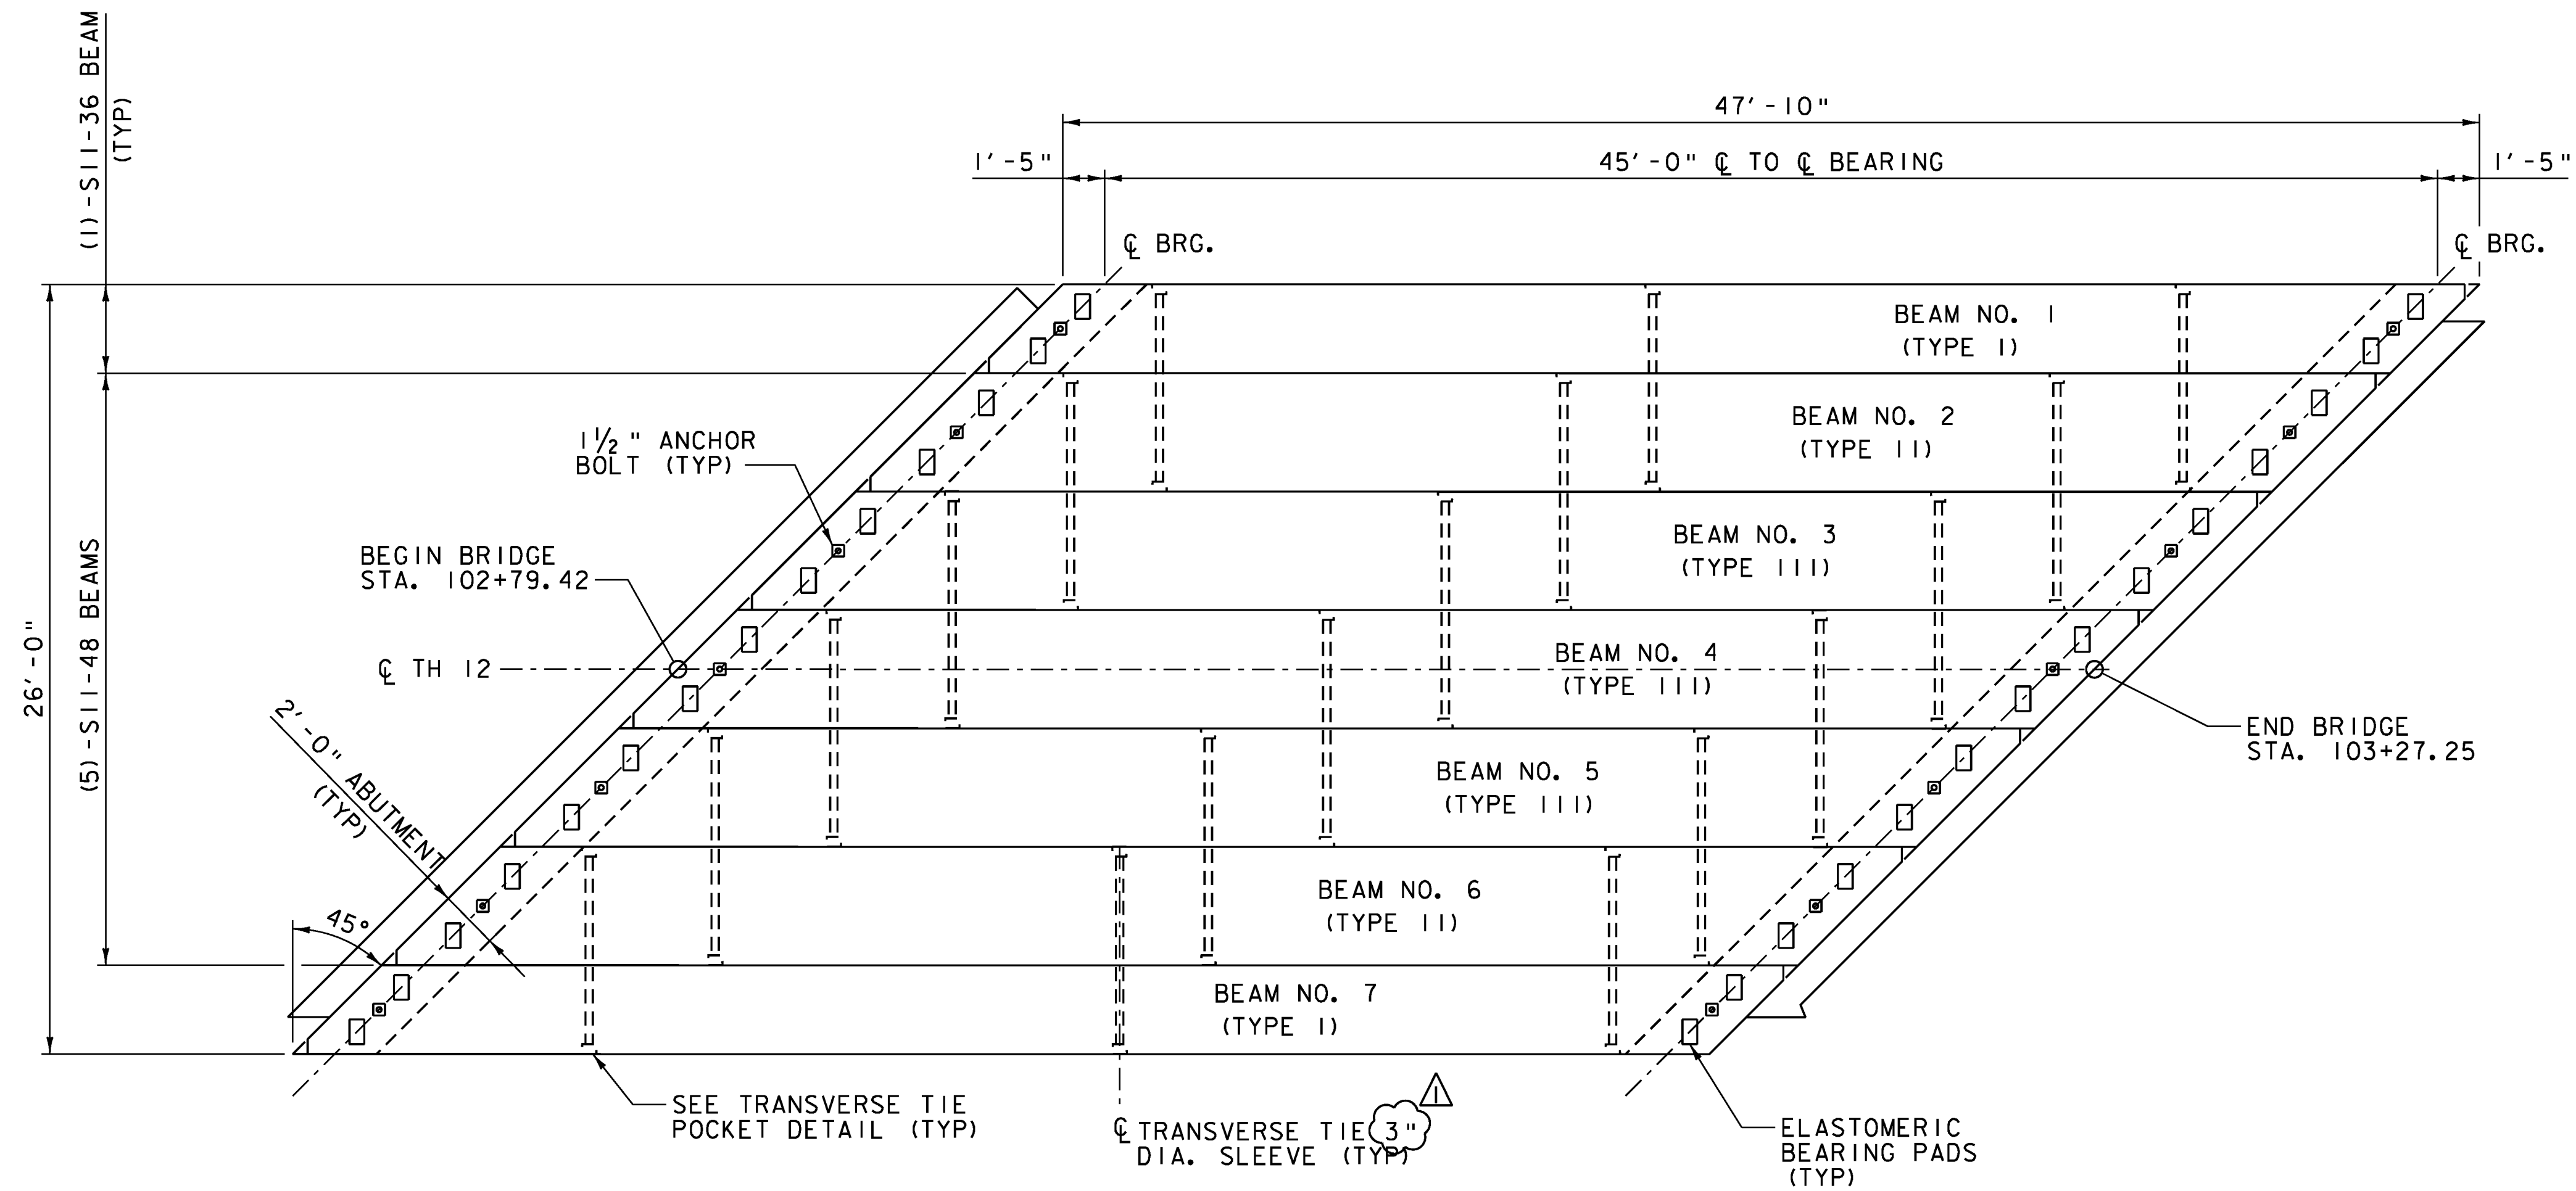 (1)-S11-36 BEAM
(TYP)
47'-10"
1'-5"
45'-0" ℄ TO ℄ BEARING
1'-5"
℄ BRG.
℄ BRG.
BEAM NO. 1
(TYPE I)
BEAM NO. 2
(TYPE II)
1½" ANCHOR
BOLT (TYP)
BEAM NO. 3
(TYPE III)
BEGIN BRIDGE
STA. 102+79.42
(5)-S11-48 BEAMS
26'-0"
℄ TH 12
BEAM NO. 4
(TYPE III)
END BRIDGE
STA. 103+27.25
2'-0" ABUTMENT
(TYP)
BEAM NO. 5
(TYPE III)
BEAM NO. 6
(TYPE II)
45°
BEAM NO. 7
(TYPE I)
SEE TRANSVERSE TIE
POCKET DETAIL (TYP)
1
℄ TRANSVERSE TIE 3"
DIA. SLEEVE (TYP)
ELASTOMERIC
BEARING PADS
(TYP)